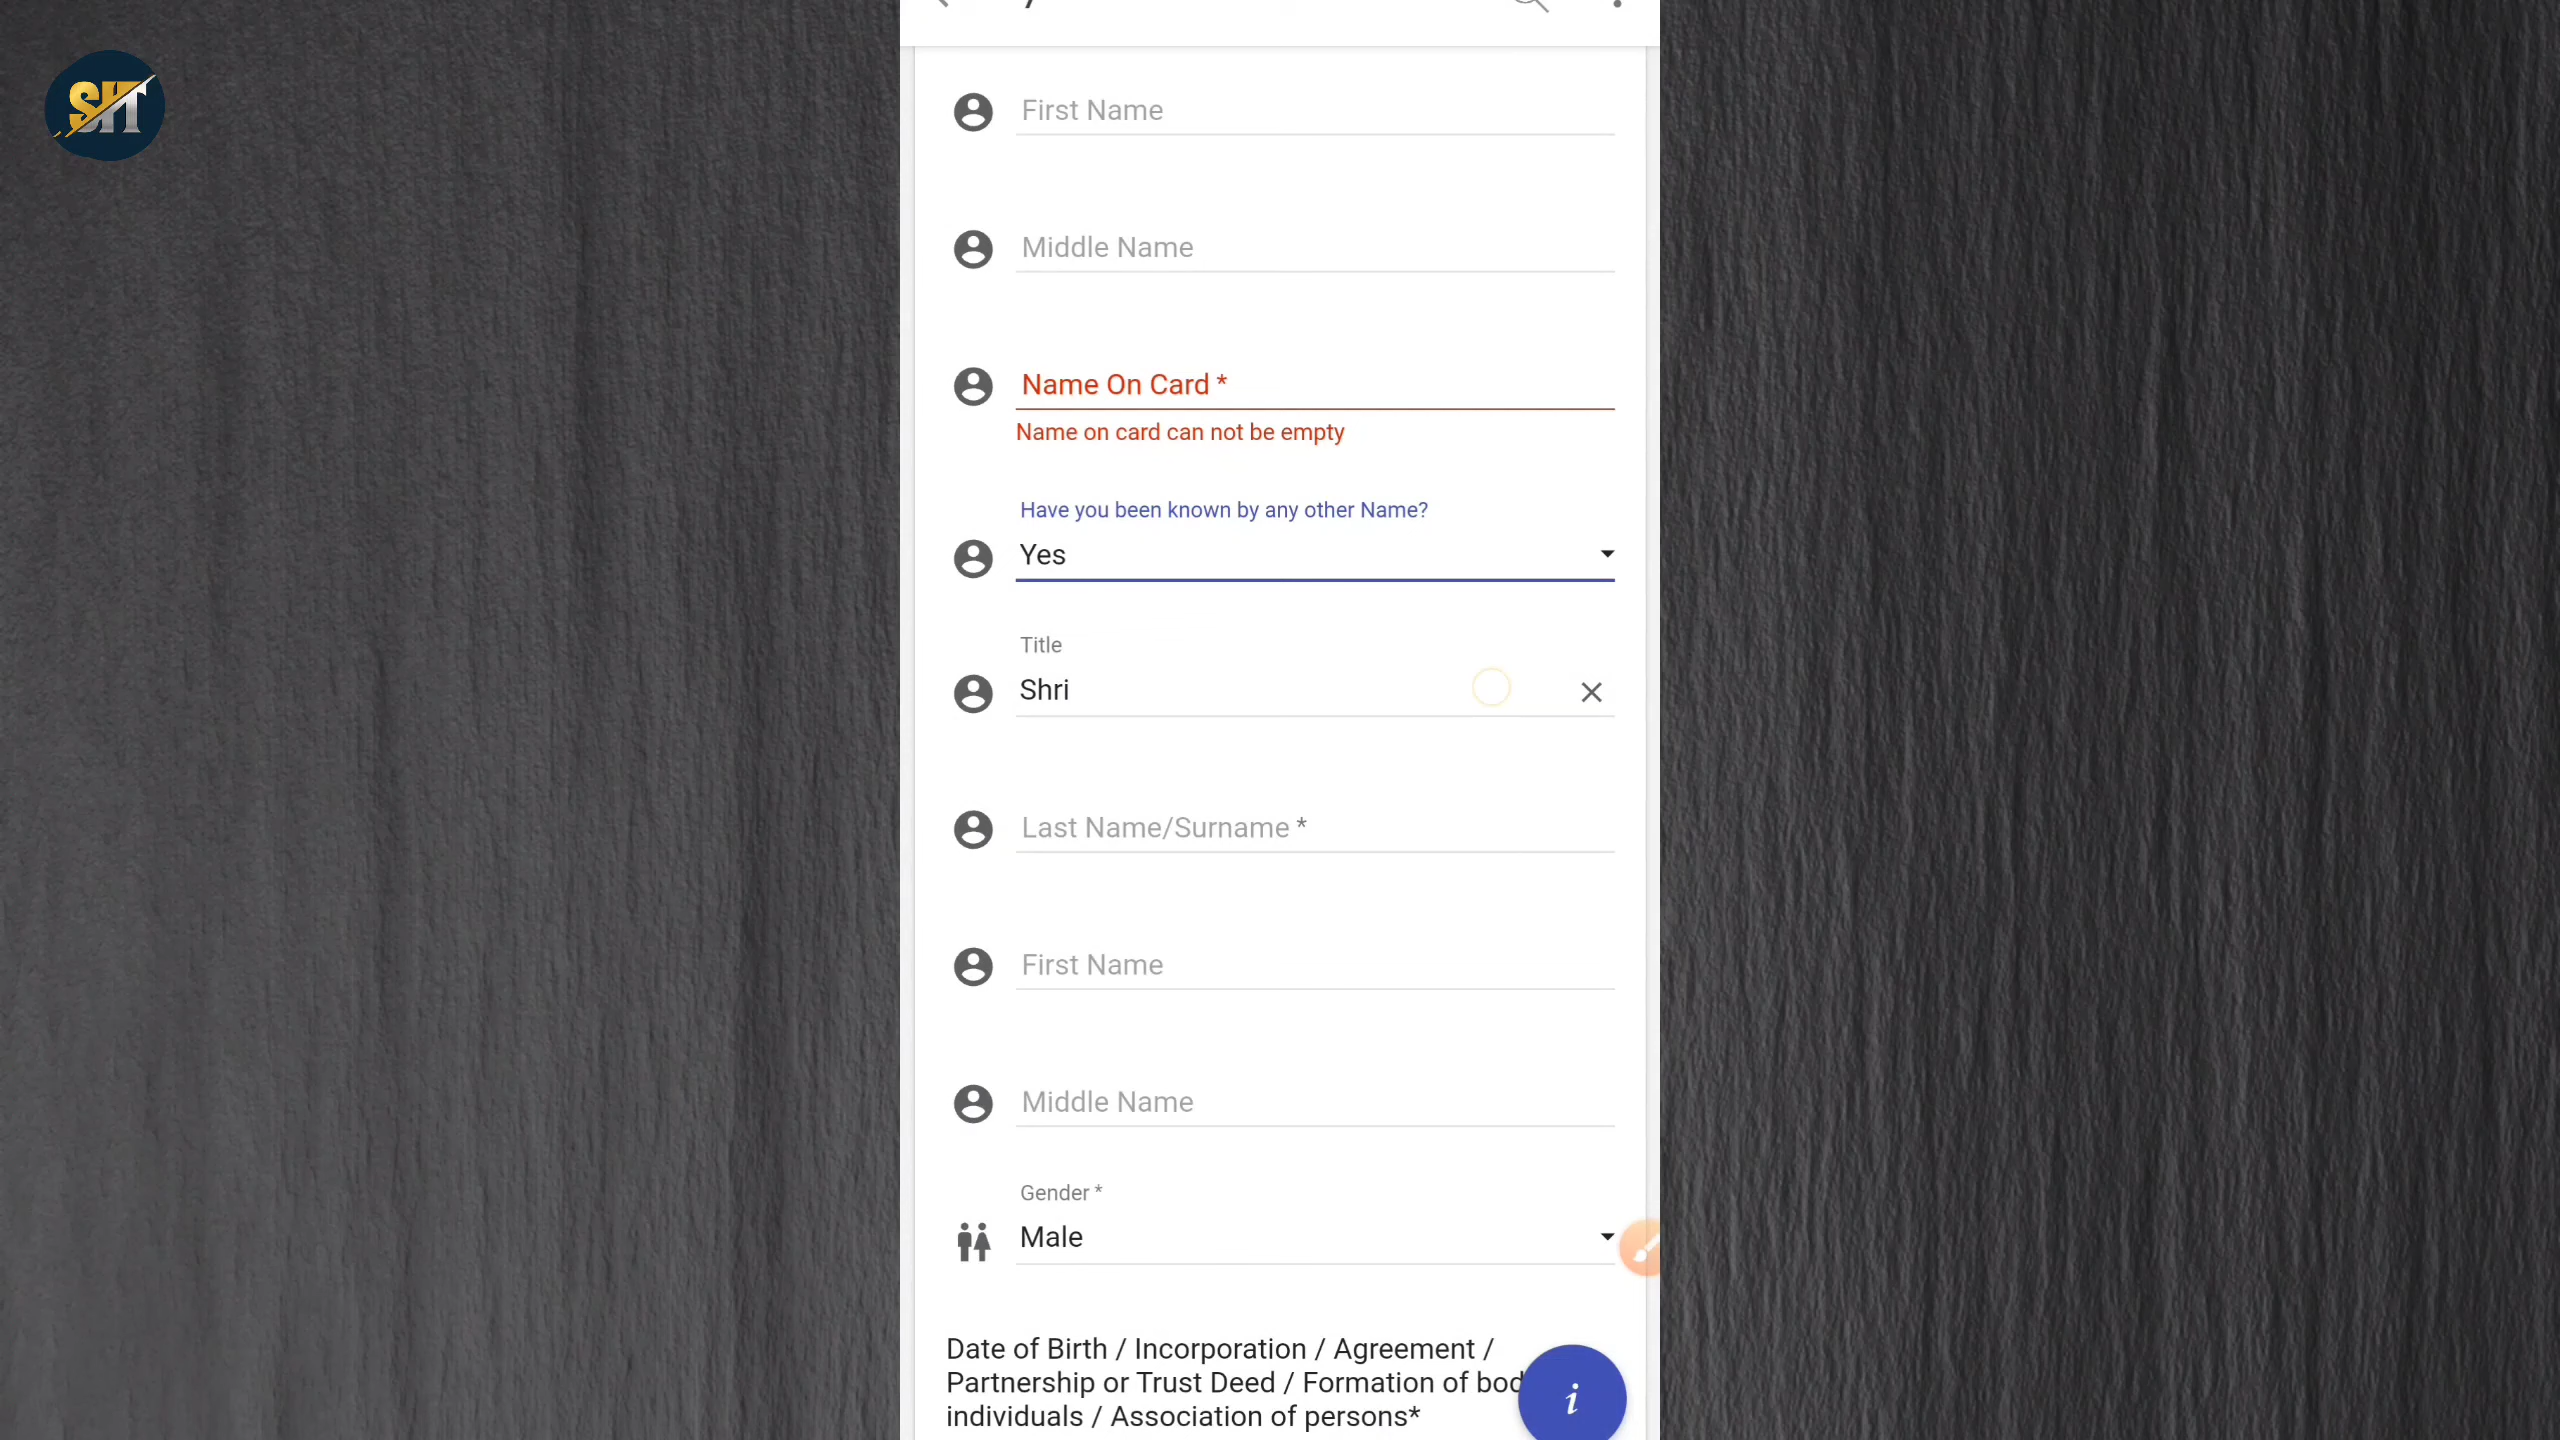 SHT
First Name
Middle Name
Name On Card *
Name on card can not be empty
Have you been known by any other Name?
Yes
Title
Shri
Last Name/Surname *
First Name
Middle Name
Gender *
Male
Date of Birth / Incorporation / Agreement /
Partnership or Trust Deed / Formation of
individuals / Association of persons*
i